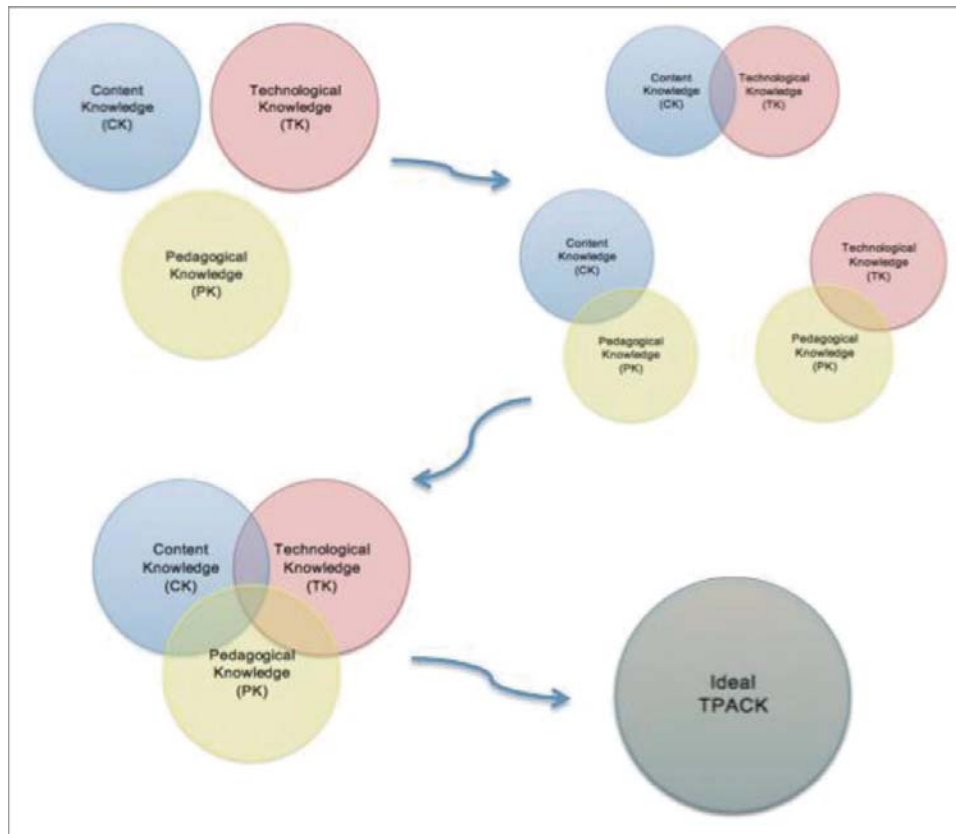 Content
Knowledge
(CK)
Technological
Knowledge
(TK)
Pedagogical
Knowledge
(PK)
Content
Knowledge
(CK)
Technological
Knowledge
(TK)
Content
Knowledge
(CK)
Pedagogical
Knowledge
(PK)
Technological
Knowledge
(TK)
Pedagogical
Knowledge
(PK)
Content
Knowledge
(CK)
Technological
Knowledge
(TK)
Pedagogical
Knowledge
(PK)
Ideal
TPACK